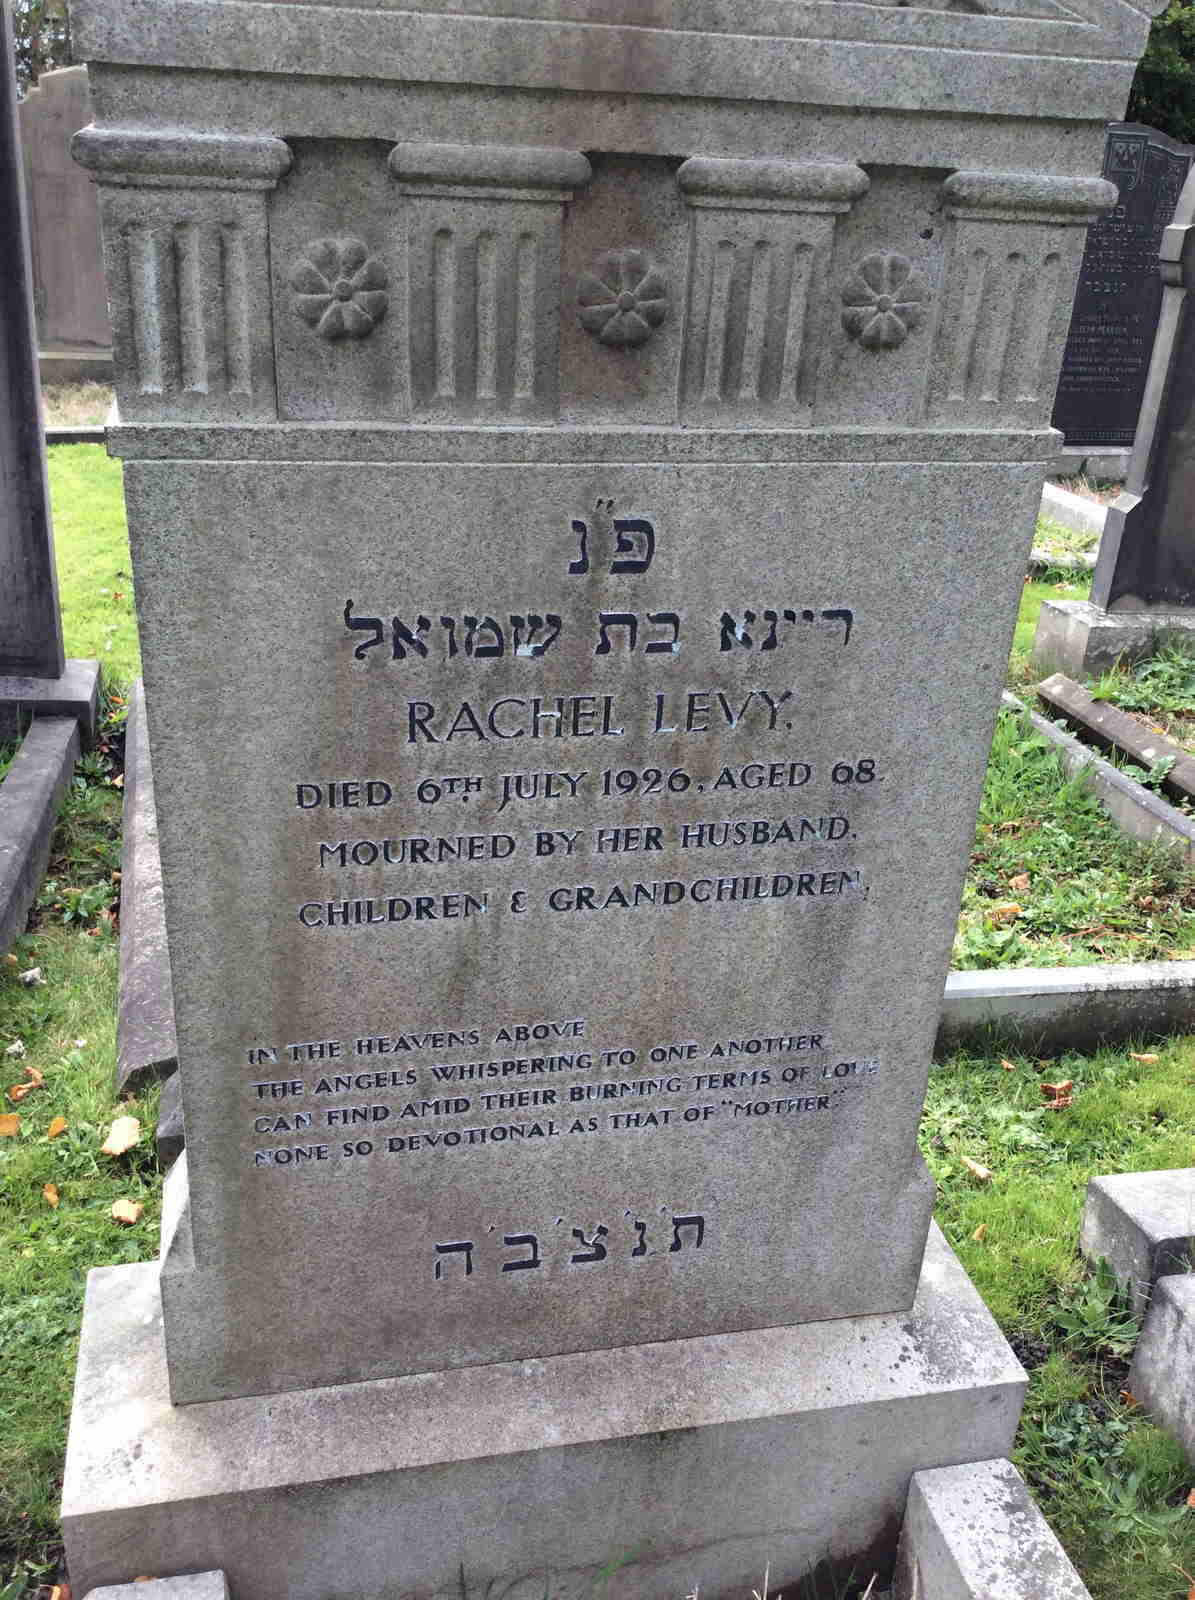 פ״נ
ריינא בת שמואל
RACHEL LEVY.
DIED 6TH JULY 1926, AGED 68.
MOURNED BY HER HUSBAND,
CHILDREN & GRANDCHILDREN.
IN THE HEAVENS ABOVE
THE ANGELS WHISPERING TO ONE ANOTHER
CAN FIND AMID THEIR BURNING TERMS OF LOVE
NONE SO DEVOTIONAL AS THAT OF "MOTHER".
ת׳נ׳צ׳ב׳ה